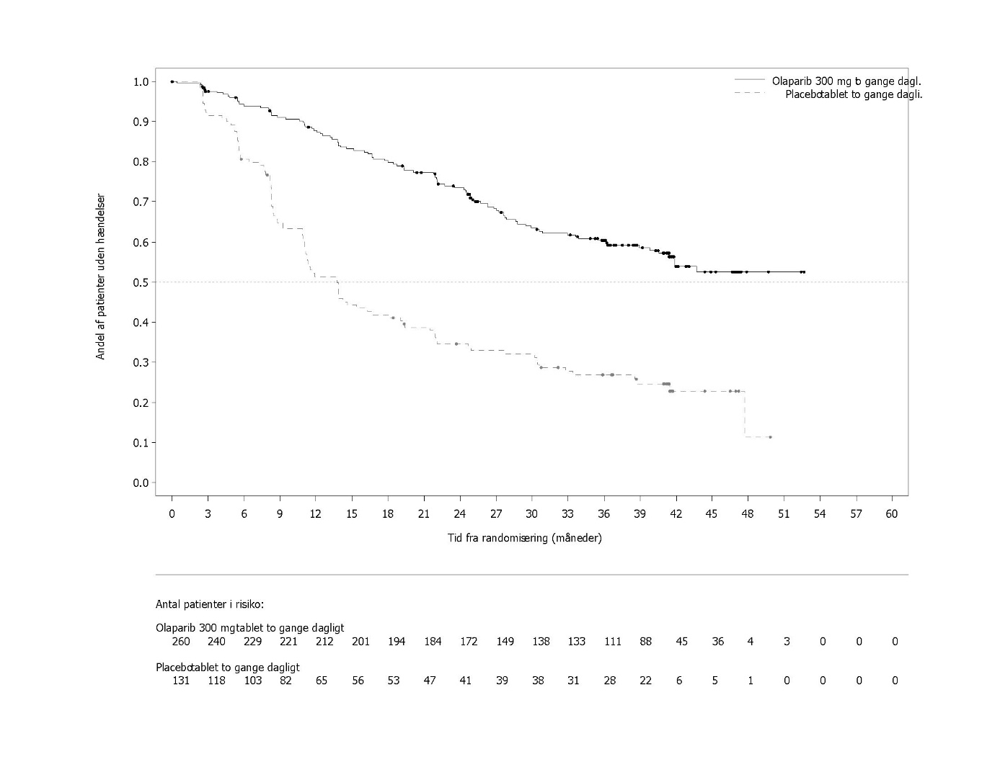 Olaparib 300 mg to gange dagl.
Placebotablet to gange dagli.
1.0
0.9
0.8
0.7
0.6
0.5
0.4
0.3
0.2
0.1
0.0
Andel af patienter uden hændelser
0 3 6 9 12 15 18 21 24 27 30 33 36 39 42 45 48 51 54 57 60
Tid fra randomisering (måneder)
Antal patienter i risiko:
Olaparib 300 mgtablet to gange dagligt
260 240 229 221 212 201 194 184 172 149 138 133 111 88 45 36 4 3 0 0 0
Placebotablet to gange dagligt
131 118 103 82 65 56 53 47 41 39 38 31 28 22 6 5 1 0 0 0 0